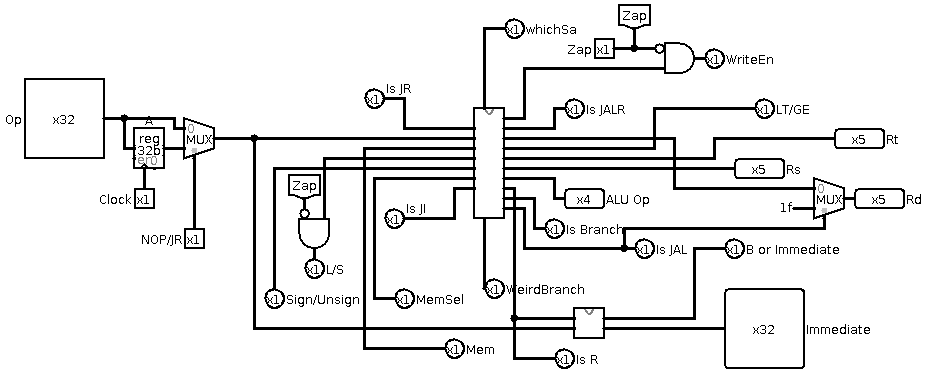 Zap
x1 whichSa
Zap x1
x1 WriteEn
Is JR
x1
x1 Is JALR
x1 LT/GE
Op x32
A
0
MUX
reg
32b
en0
x5 Rt
x5 Rs
Zap
0
MUX
1f
x5 Rd
Clock x1
x4 ALU Op
Is JI
x1
x1 Is Branch
NOP/JR x1
x1 Is JAL
x1 B or Immediate
x1 L/S
x1 Sign/Unsign
x1 MemSel
x1 WeirdBranch
x32 Immediate
x1 Mem
x1 Is R